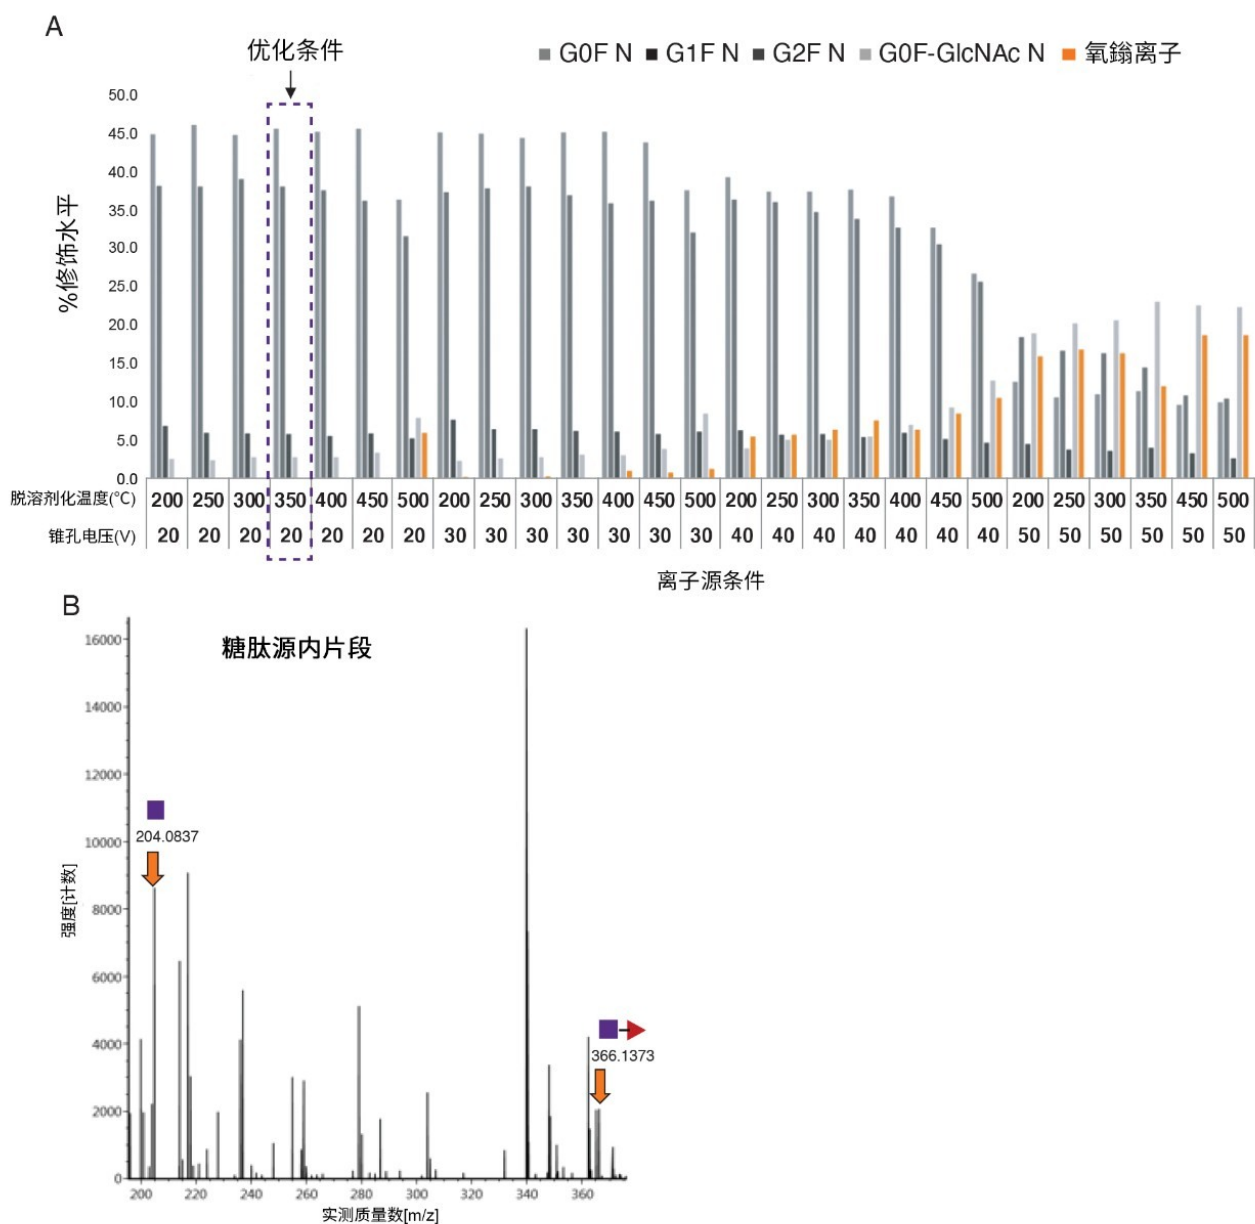 A
优化条件
G0F N G1F N G2F N G0F-GlcNAc N 氧鎓离子
50.0
45.0
40.0
35.0
30.0
25.0
20.0
15.0
10.0
5.0
0.0
%修饰水平
脱溶剂化温度(°C) 200 250 300 350 400 450 500 200 250 300 350 400 450 500 200 250 300 350 400 450 500 200 250 300 350 450 500
锥孔电压(V) 20 20 20 20 20 20 20 30 30 30 30 30 30 30 40 40 40 40 40 40 40 50 50 50 50 50 50
离子源条件
B
糖肽源内片段
16000
14000
12000
10000
8000
6000
4000
2000
0
强度[计数]
204.0837
366.1373
200 220 240 260 280 300 320 340 360
实测质量数[m/z]